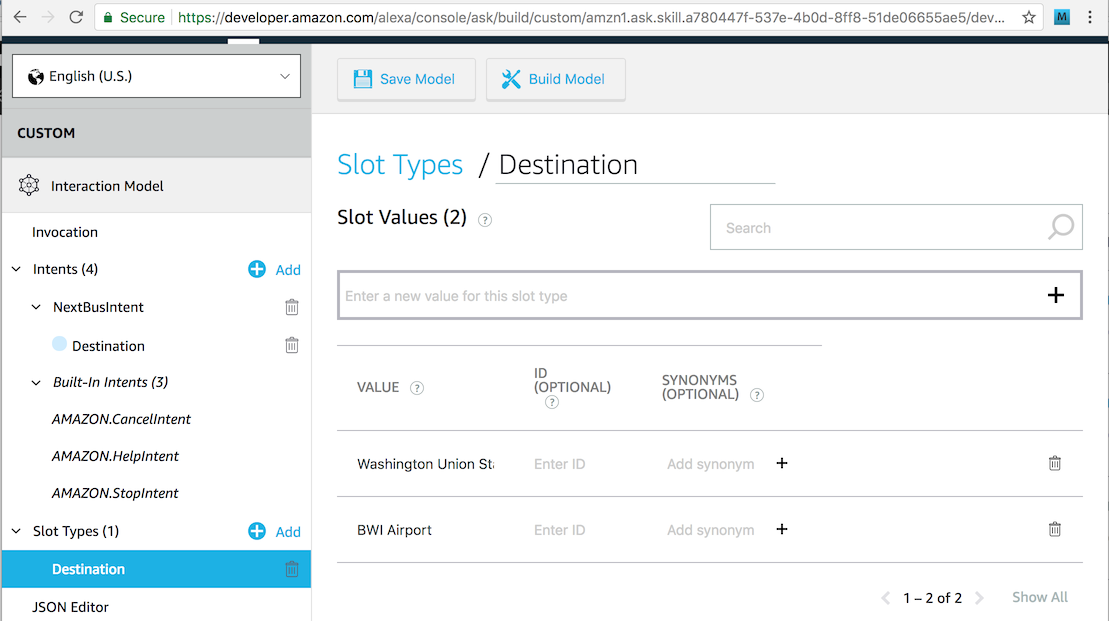 Secure
https://developer.amazon.com/alexa/console/ask/build/custom/amzn1.ask.skill.a780447f-537e-4b0d-8ff8-51de06655ae5/dev...
M
English (U.S.)
Save Model
Build Model
CUSTOM
Interaction Model
Invocation
Intents (4)
Add
NextBusIntent
Destination
Built-In Intents (3)
AMAZON.CancelIntent
AMAZON.HelpIntent
AMAZON.StopIntent
Slot Types (1)
Add
Destination
JSON Editor
Slot Types / Destination
Slot Values (2) ?
Search
Enter a new value for this slot type
VALUE ?
ID
(OPTIONAL)
?
SYNONYMS
(OPTIONAL) ?
Washington Union
Enter ID
Add synonym
BWI Airport
Enter ID
Add synonym
1 – 2 of 2
Show All